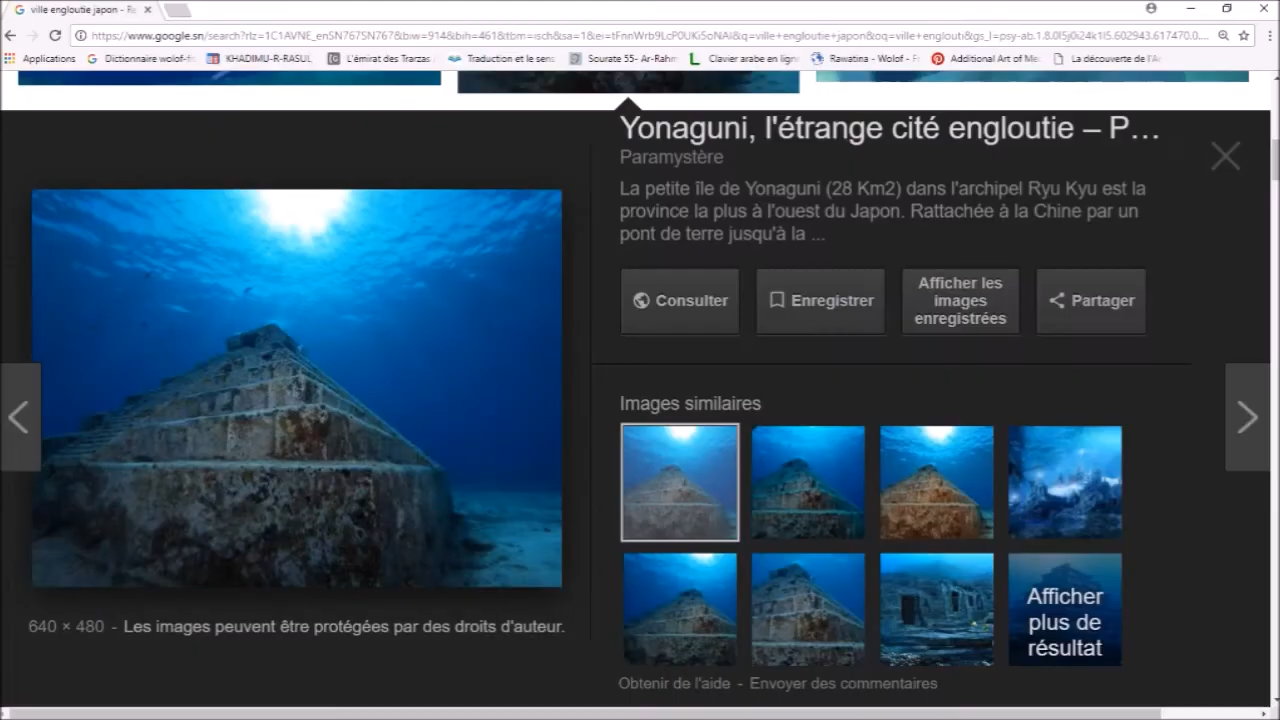 ville engloutie japon - Re
https://www.google.sn/search?rlz=1C1AVNE_enSN767SN767&biw=914&bih=461&tbm=isch&sa=1&ei=tFnnWrb9LcP0UKiSoNAI&q=ville+engloutie+japon&oq=ville+englouti&gs_l=psy-ab.1.8.0l5j0i24k1l5.602943.617470.0...
Applications Dictionnaire wolof-f KHADIMU-R-RASUL L'émirat des Trarzas Traduction et le sens Sourate 55- Ar-Rahm Clavier arabe en ligne Rawatina - Wolof - F Additional Art of Me La découverte de l'A
Yonaguni, l'étrange cité engloutie – P…
Paramystère
La petite île de Yonaguni (28 Km2) dans l'archipel Ryu Kyu est la
province la plus à l'ouest du Japon. Rattachée à la Chine par un
pont de terre jusqu'à la ...
Consulter Enregistrer Afficher les
images
enregistrées
Partager
Images similaires
Afficher
plus de
résultat
640 × 480 - Les images peuvent être protégées par des droits d'auteur.
Obtenir de l'aide - Envoyer des commentaires